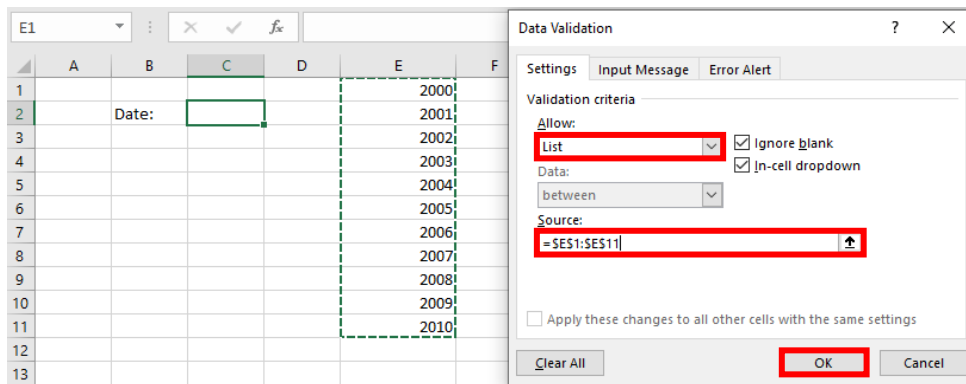 E1 fx
A B C D E F
1 2000
2 Date: 2001
3 2002
4 2003
5 2004
6 2005
7 2006
8 2007
9 2008
10 2009
11 2010
12
13
Data Validation ?
Settings Input Message Error Alert
Validation criteria
Allow:
List Ignore blank
In-cell dropdown
Data:
between
Source:
=$E$1:$E$11
Apply these changes to all other cells with the same settings
Clear All OK Cancel